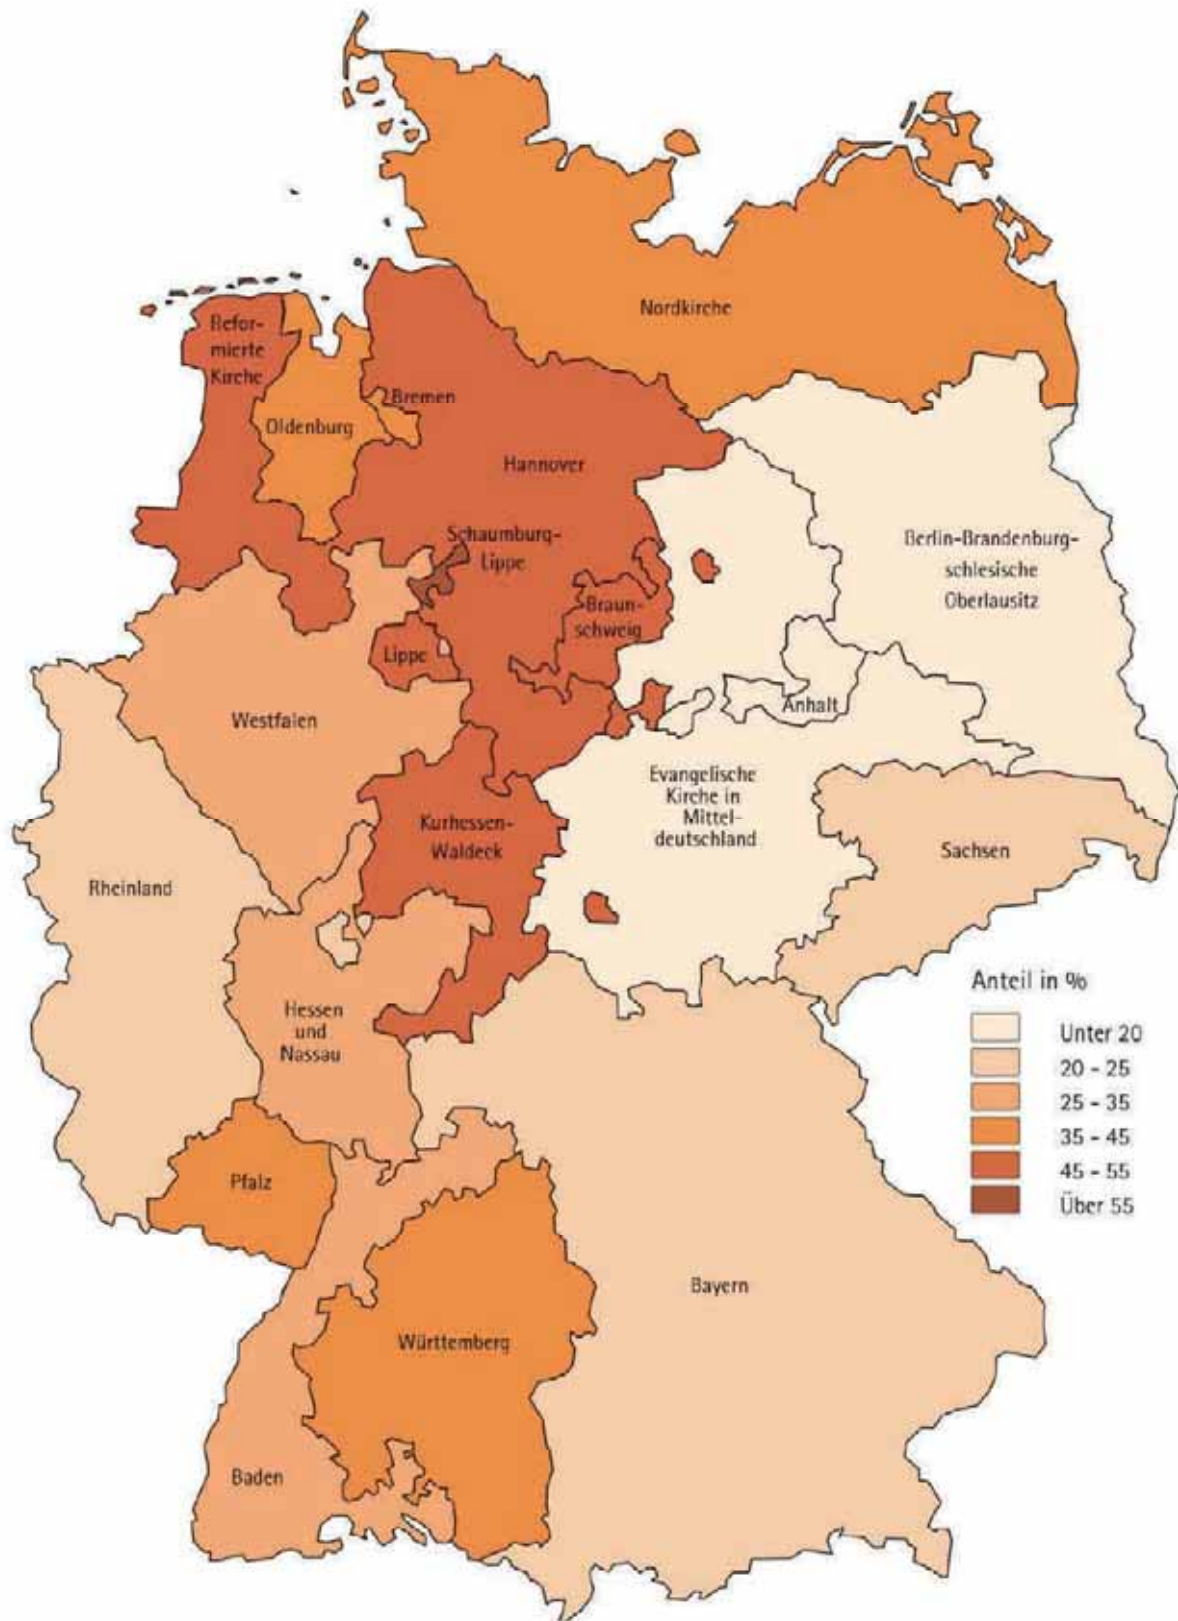 Nordkirche
Refor-
mierte
Kirche
Bremen
Oldenburg
Hannover
Schaumburg-
Lippe
Berlin-Brandenburg-
schlesische
Oberlausitz
Braun-
schweig
Lippe
Westfalen
Anhalt
Evangelische
Kirche in
Mittel-
deutschland
Kurhessen-
Waldeck
Sachsen
Rheinland
Hessen
und
Nassau
Anteil in %
Unter 20
20 - 25
25 - 35
35 - 45
45 - 55
Über 55
Pfalz
Bayern
Württemberg
Baden